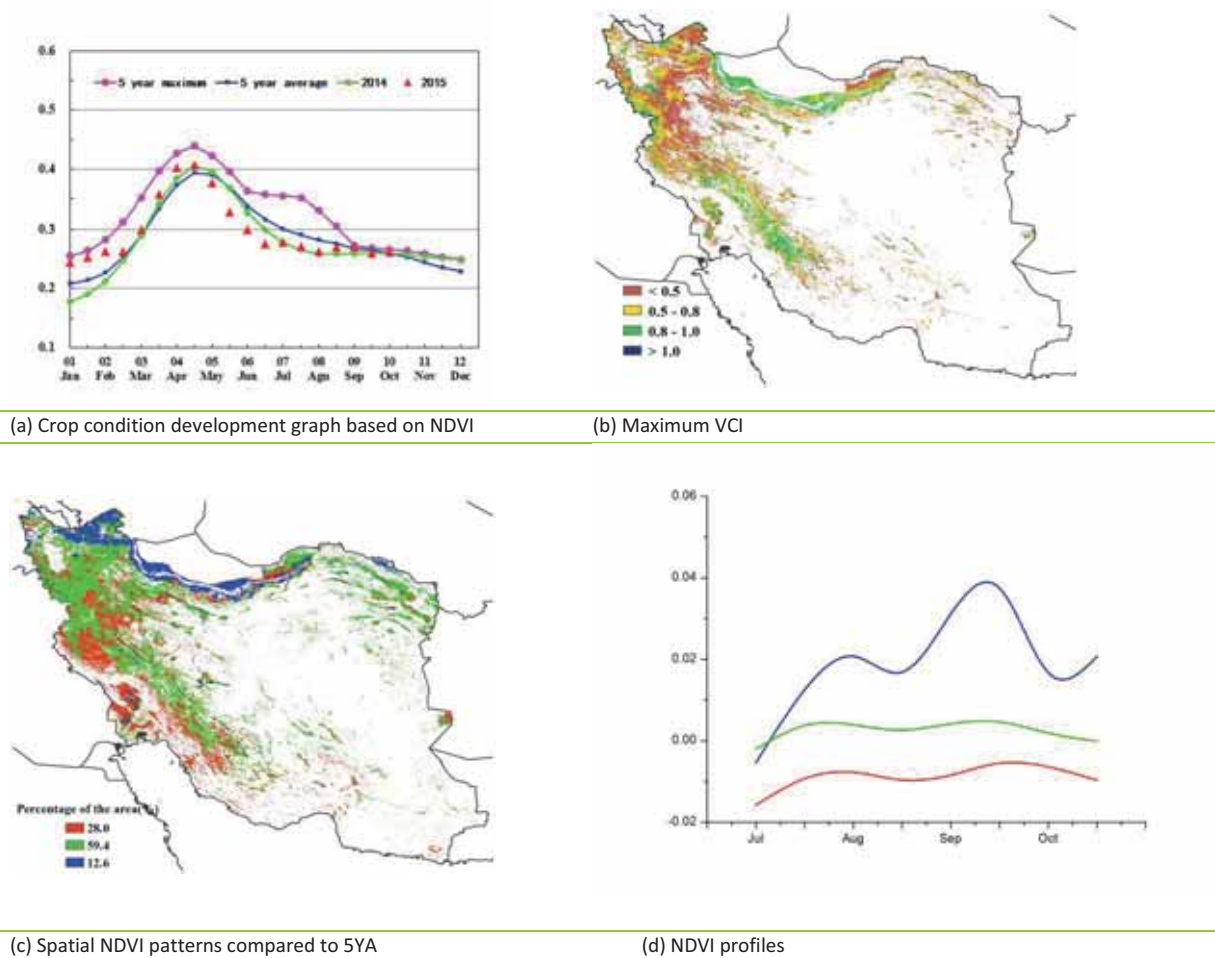 0.6
5 year maximum 5 year average 2014 2015
0.5
0.4
0.3
0.2
0.1
01 02 03 04 05 06 07 08 09 10 11 12
Jan Feb Mar Apr May Jun Jul Agu Sep Oct Nov Dec
< 0.5
0.5 - 0.8
0.8 - 1.0
> 1.0
(a) Crop condition development graph based on NDVI
(b) Maximum VCI
Percentage of the area(%)
28.0
59.4
12.6
0.06
0.04
0.02
0.00
-0.02
Jul Aug Sep Oct
(c) Spatial NDVI patterns compared to 5YA
(d) NDVI profiles